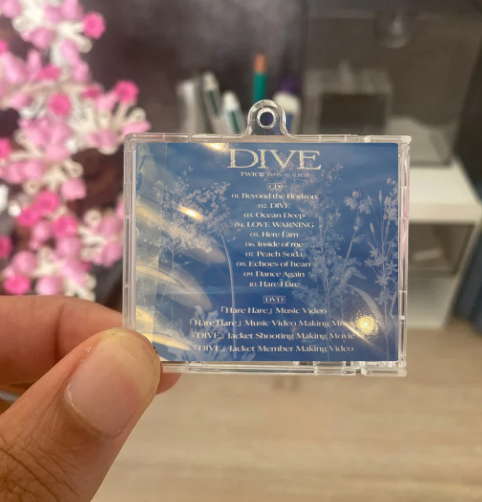 DIVE
TWICE
CD
01. Beyond the Horizon
02. DIVE
03. Ocean Deep
04. LOVE WARNING
05. Here I am
06. Inside of me
07. Peach Soda
08. Echoes of heart
09. Dance Again
10. Hare Hare
DVD
『Hare Hare』 Music Video
『Hare Hare』 Music Video Making Movie
『DIVE』 Jacket Shooting Making Movie
『DIVE』 Jacket Member Making Video